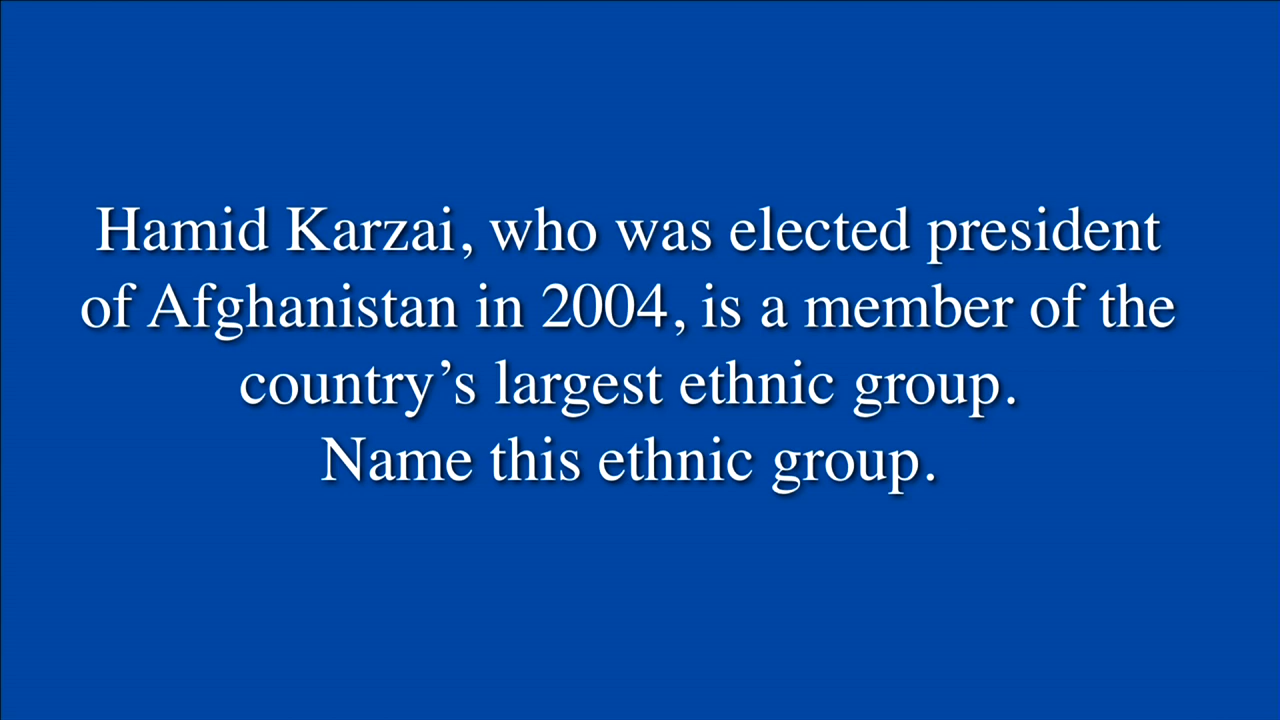 Hamid Karzai, who was elected president
of Afghanistan in 2004, is a member of the
country’s largest ethnic group.
Name this ethnic group.